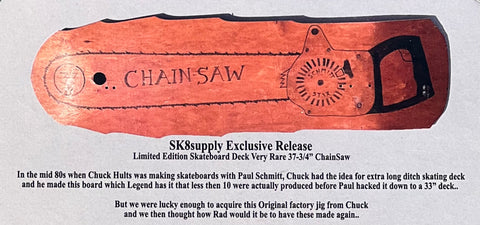 CHAIN-SAW
SCHMITT
STIX
SK8supply Exclusive Release
Limited Edition Skateboard Deck Very Rare 37-3/4" ChainSaw
In the mid 80s when Chuck Hults was making skateboards with Paul Schmitt, Chuck had the idea for extra long ditch skating deck
and he made this board which Legend has it that less then 10 were actually produced before Paul hacked it down to a 33" deck..
But we were lucky enough to acquire this Original factory jig from Chuck
and we then thought how Rad would it be to have these made again..